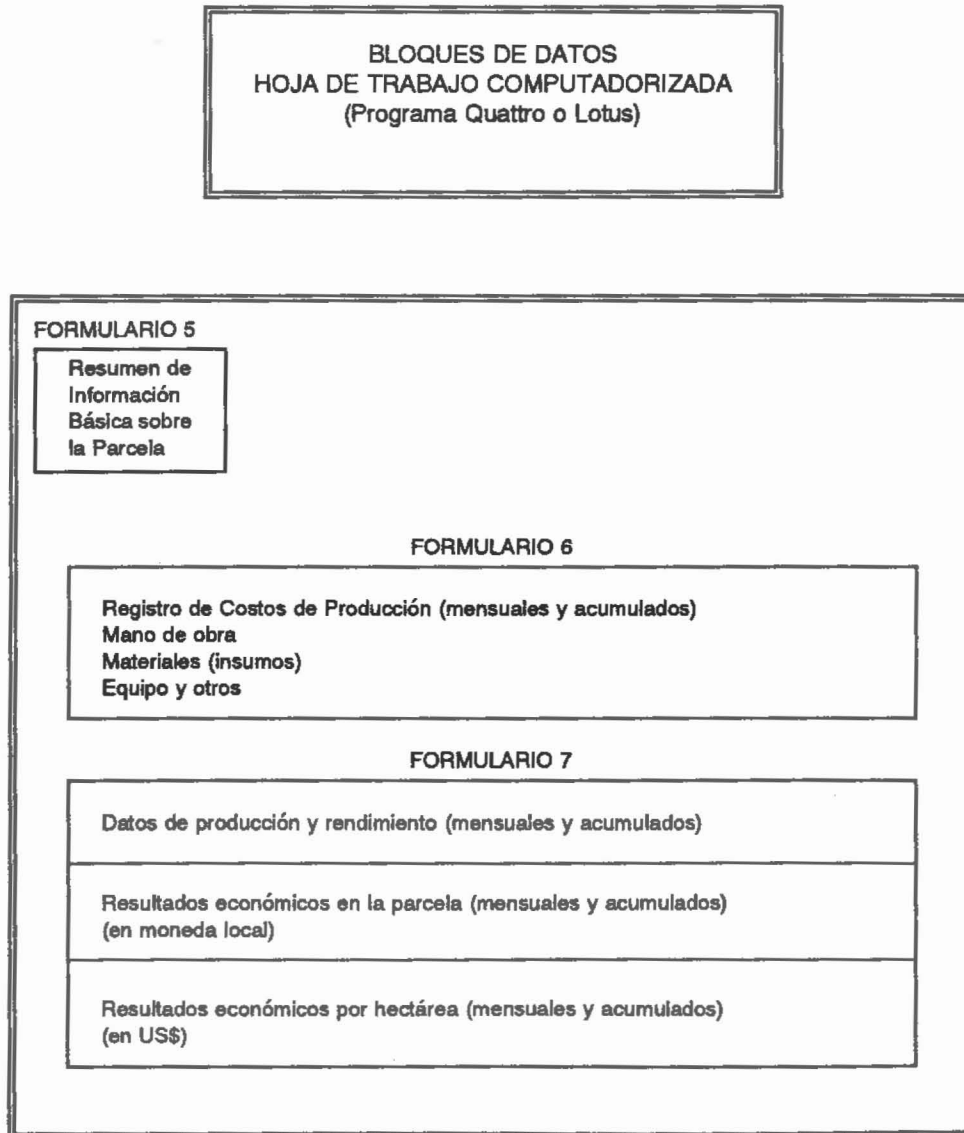 BLOQUES DE DATOS
HOJA DE TRABAJO COMPUTADORIZADA
(Programa Quattro o Lotus)
FORMULARIO 5
Resumen de
Información
Básica sobre
la Parcela
FORMULARIO 6
Registro de Costos de Producción (mensuales y acumulados)
Mano de obra
Materiales (insumos)
Equipo y otros
FORMULARIO 7
Datos de producción y rendimiento (mensuales y acumulados)
Resultados económicos en la parcela (mensuales y acumulados)
(en moneda local)
Resultados económicos por hectárea (mensuales y acumulados)
(en US$)